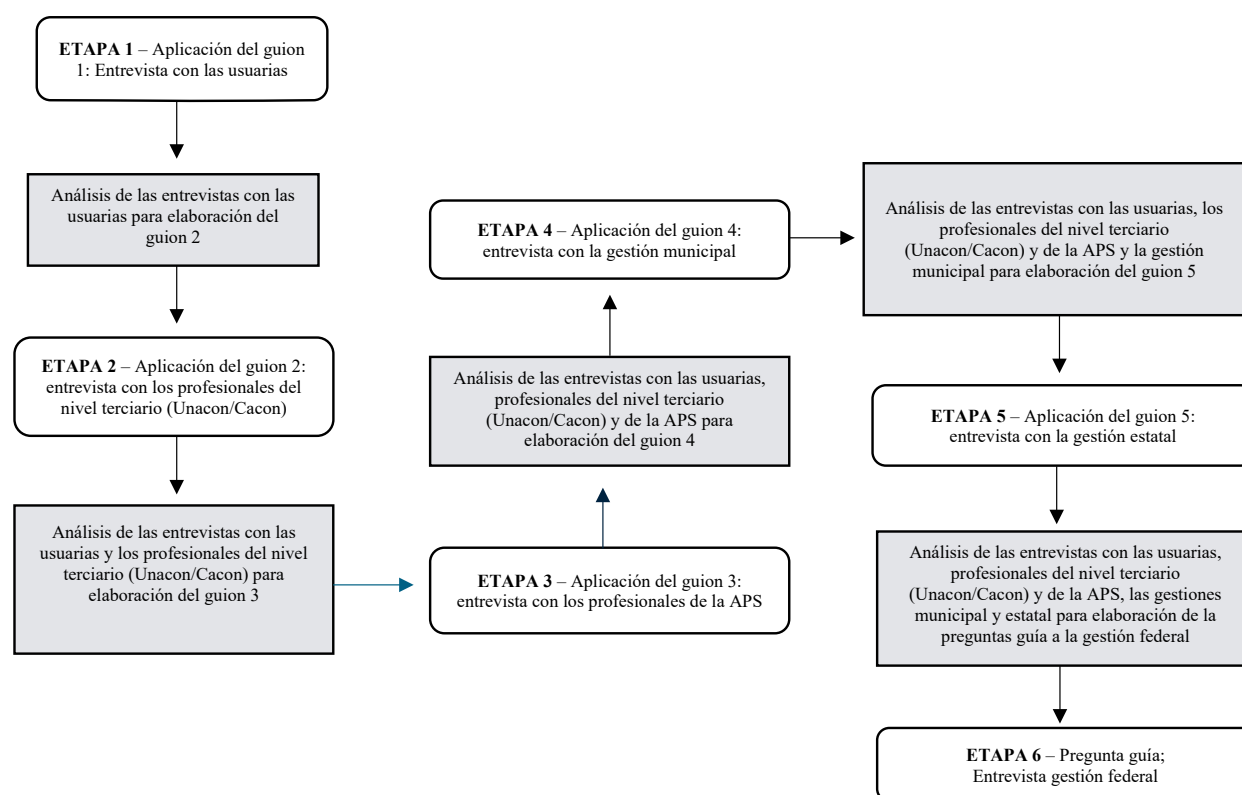 ETAPA 1 – Aplicación del guion
1: Entrevista con las usuarias
Análisis de las entrevistas con las
usuarias para elaboración del
guion 2
ETAPA 2 – Aplicación del guion 2:
entrevista con los profesionales del
nivel terciario (Unacon/Cacon)
Análisis de las entrevistas con las
usuarias y los profesionales del nivel
terciario (Unacon/Cacon) para
elaboración del guion 3
ETAPA 3 – Aplicación del guion 3:
entrevista con los profesionales de la APS
Análisis de las entrevistas con las usuarias,
profesionales del nivel terciario
(Unacon/Cacon) y de la APS para
elaboración del guion 4
ETAPA 4 – Aplicación del guion 4:
entrevista con la gestión municipal
Análisis de las entrevistas con las usuarias, los
profesionales del nivel terciario
(Unacon/Cacon) y de la APS y la gestión
municipal para elaboración del guion 5
ETAPA 5 – Aplicación del guion 5:
entrevista con la gestión estatal
Análisis de las entrevistas con las usuarias,
profesionales del nivel terciario
(Unacon/Cacon) y de la APS, las gestiones
municipal y estatal para elaboración de la
preguntas guía a la gestión federal
ETAPA 6 – Pregunta guía;
Entrevista gestión federal